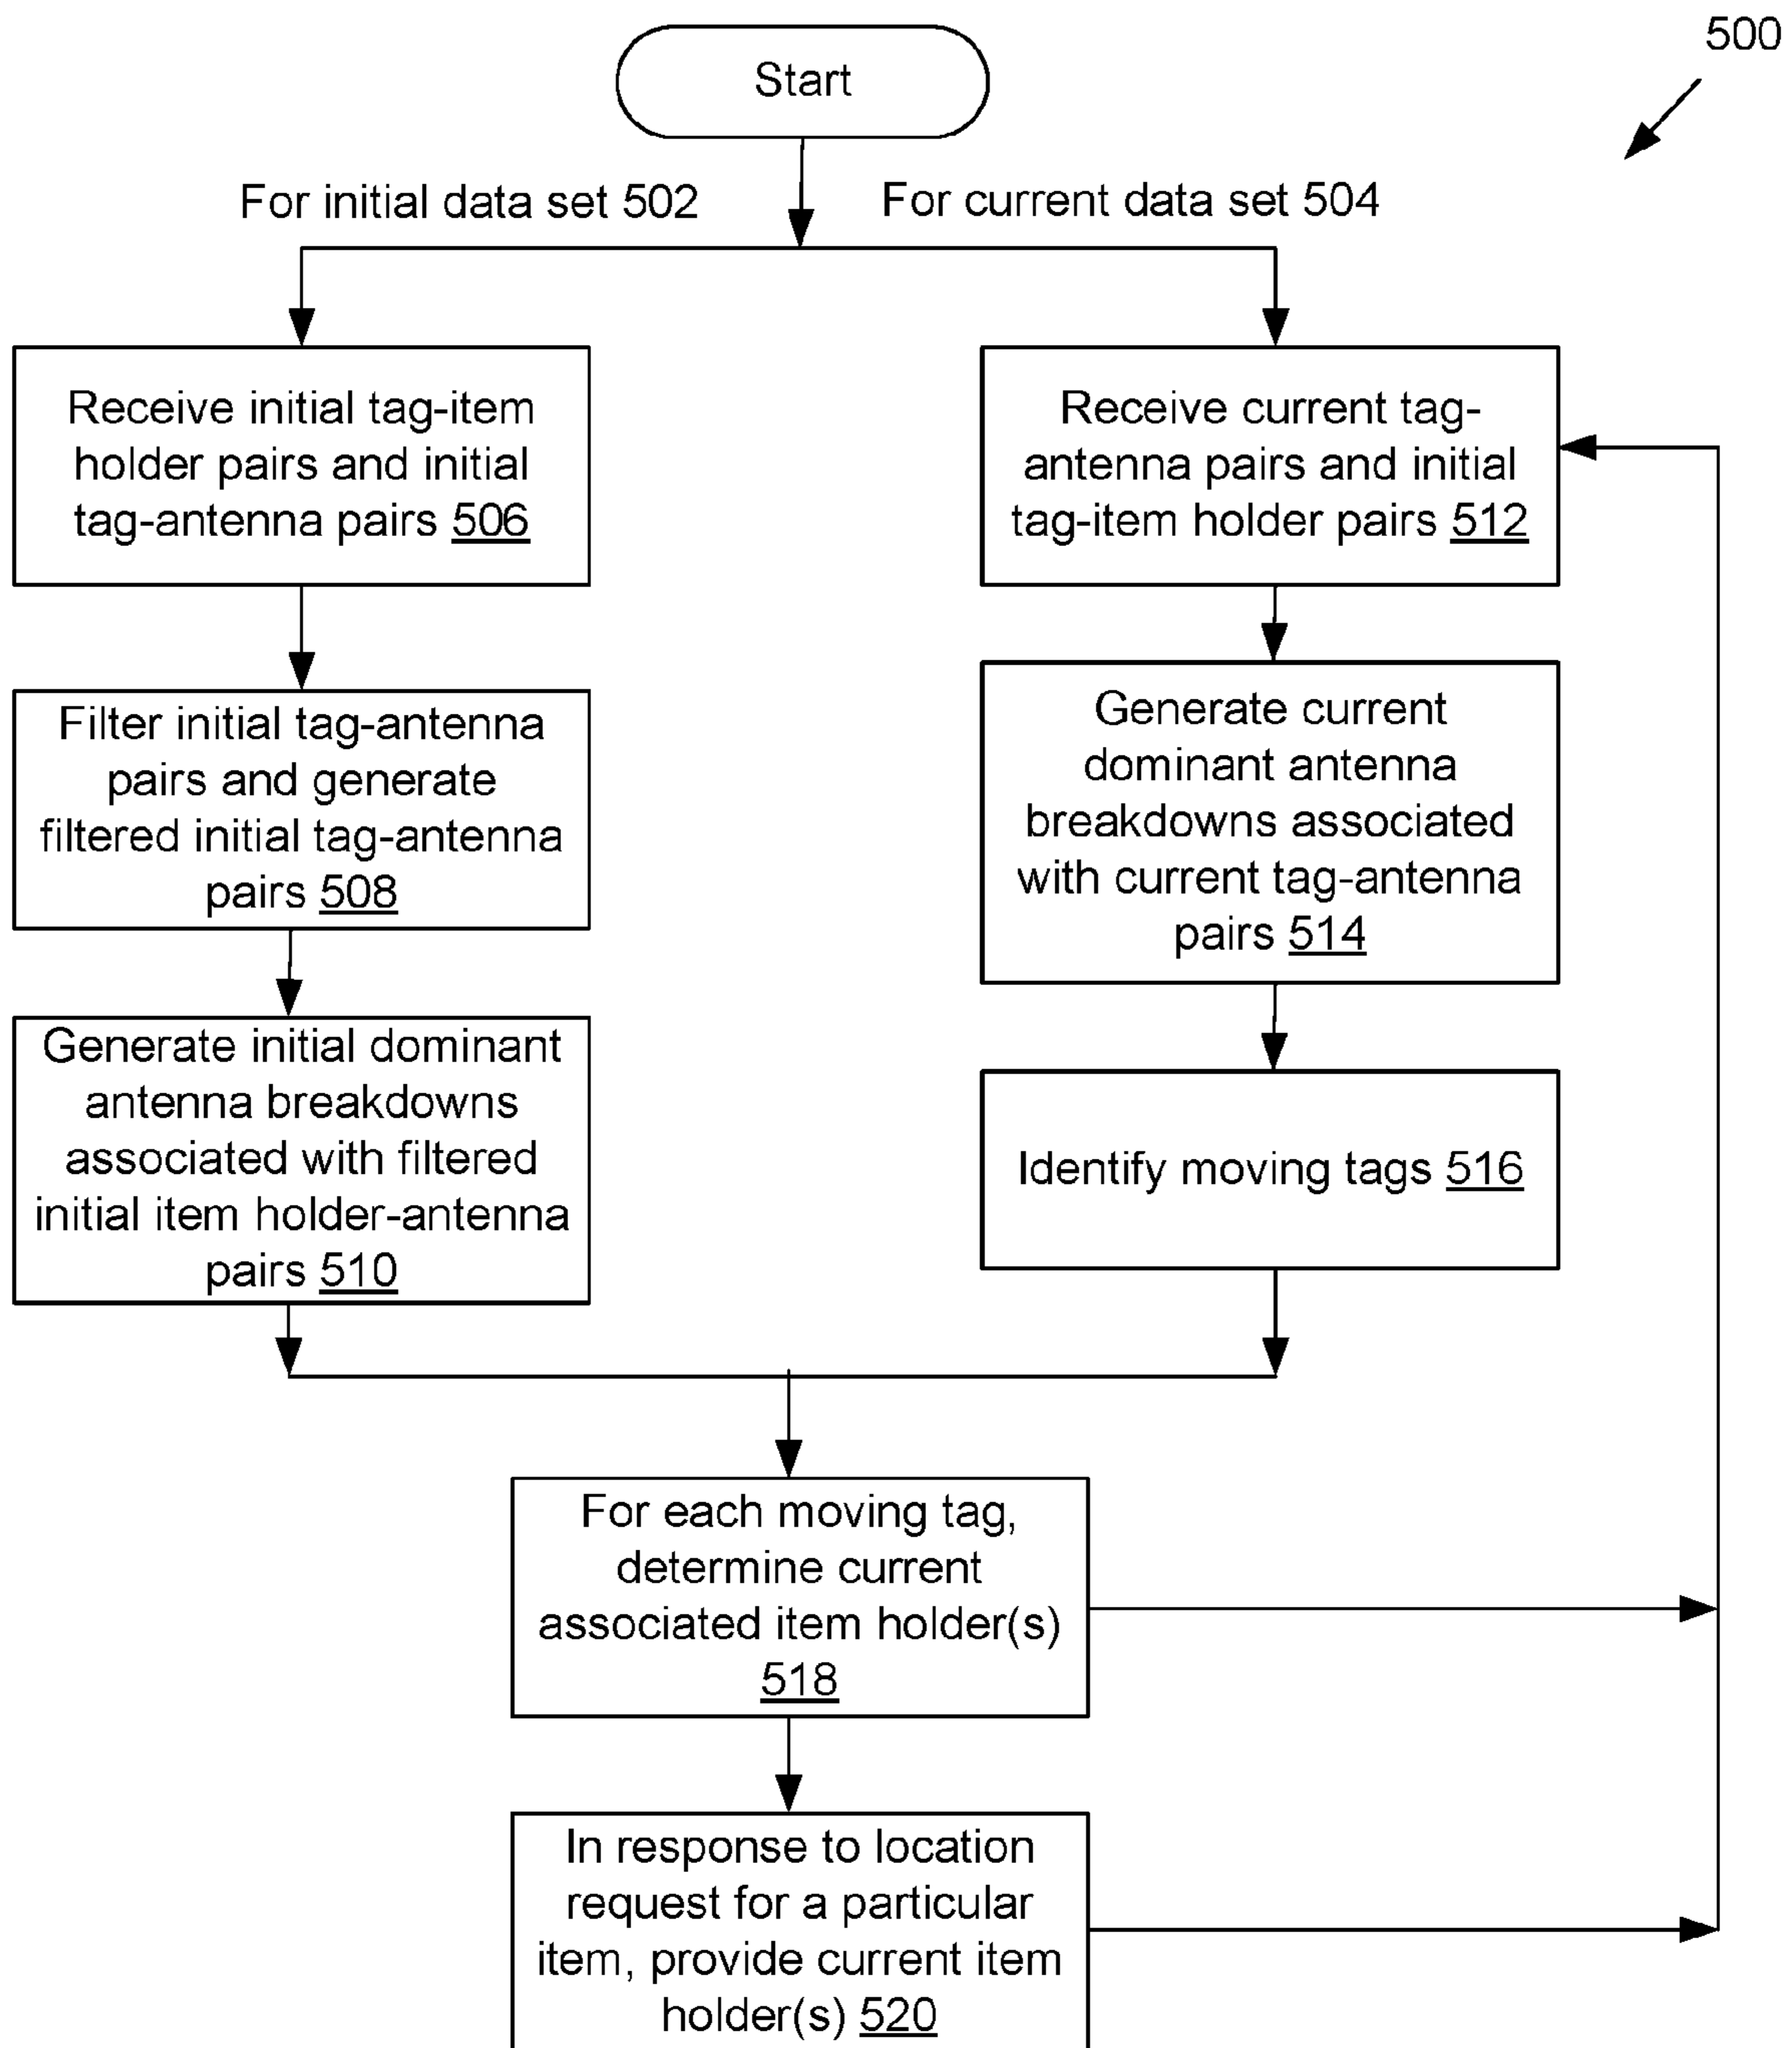 500
Start
For initial data set 502
For current data set 504
Receive initial tag-item
holder pairs and initial
tag-antenna pairs 506
Receive current tag-
antenna pairs and initial
tag-item holder pairs 512
Filter initial tag-antenna
pairs and generate
filtered initial tag-antenna
pairs 508
Generate current
dominant antenna
breakdowns associated
with current tag-antenna
pairs 514
Generate initial dominant
antenna breakdowns
associated with filtered
initial item holder-antenna
pairs 510
Identify moving tags 516
For each moving tag,
determine current
associated item holder(s)
518
In response to location
request for a particular
item, provide current item
holder(s) 520